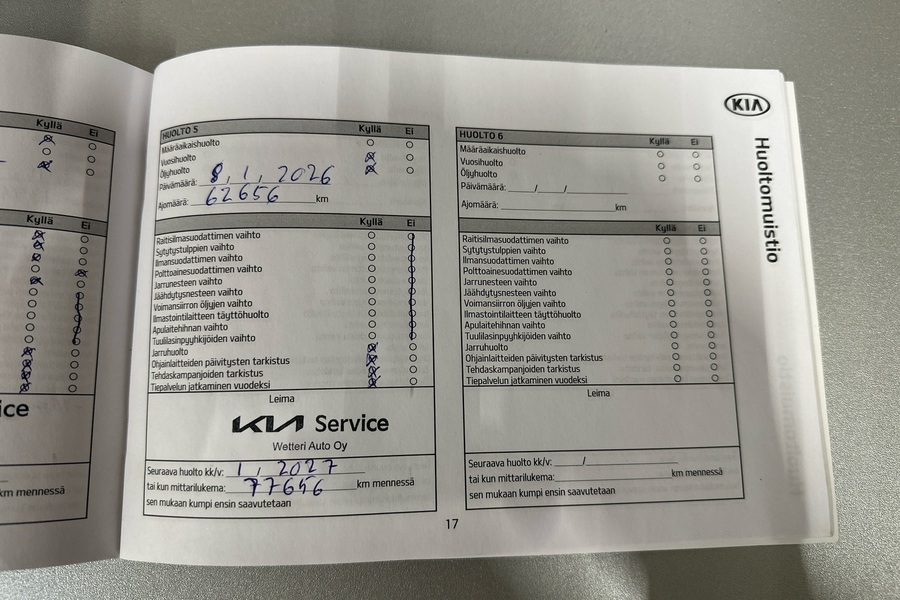 Kyllä Ei
Kyllä Ei
ice
km mennessä
HUOLTO 5 Kyllä Ei
Määräaikaishuolto
Vuosihuolto
Öljyhuolto
Päivämäärä: 8, 1, 2026
Ajomäärä: 62656 km
Kyllä Ei
Raitisilmasuodattimen vaihto
Sytytystulppien vaihto
Ilmansuodattimen vaihto
Polttoainesuodattimen vaihto
Jarrunesteen vaihto
Jäähdytysnesteen vaihto
Voimansiirron öljyjen vaihto
Ilmastointilaitteen täyttöhuolto
Apulaitehihnan vaihto
Tuulilasinpyyhkijöiden vaihto
Jarruhuolto
Ohjainlaitteiden päivitysten tarkistus
Tehdaskampanjoiden tarkistus
Tiepalvelun jatkaminen vuodeksi
Leima
KIA Service
Wetteri Auto Oy
Seuraava huolto kk/v: 1, 2027
tai kun mittarilukema: 77656 km mennessä
sen mukaan kumpi ensin saavutetaan
HUOLTO 6 Kyllä Ei
Määräaikaishuolto
Vuosihuolto
Öljyhuolto
Päivämäärä: / /
Ajomäärä: km
Kyllä Ei
Raitisilmasuodattimen vaihto
Sytytystulppien vaihto
Ilmansuodattimen vaihto
Polttoainesuodattimen vaihto
Jarrunesteen vaihto
Jäähdytysnesteen vaihto
Voimansiirron öljyjen vaihto
Ilmastointilaitteen täyttöhuolto
Apulaitehihnan vaihto
Tuulilasinpyyhkijöiden vaihto
Jarruhuolto
Ohjainlaitteiden päivitysten tarkistus
Tehdaskampanjoiden tarkistus
Tiepalvelun jatkaminen vuodeksi
Leima
Seuraava huolto kk/v: /
tai kun mittarilukema: km mennessä
sen mukaan kumpi ensin saavutetaan
KIA
Huoltomuistio
17